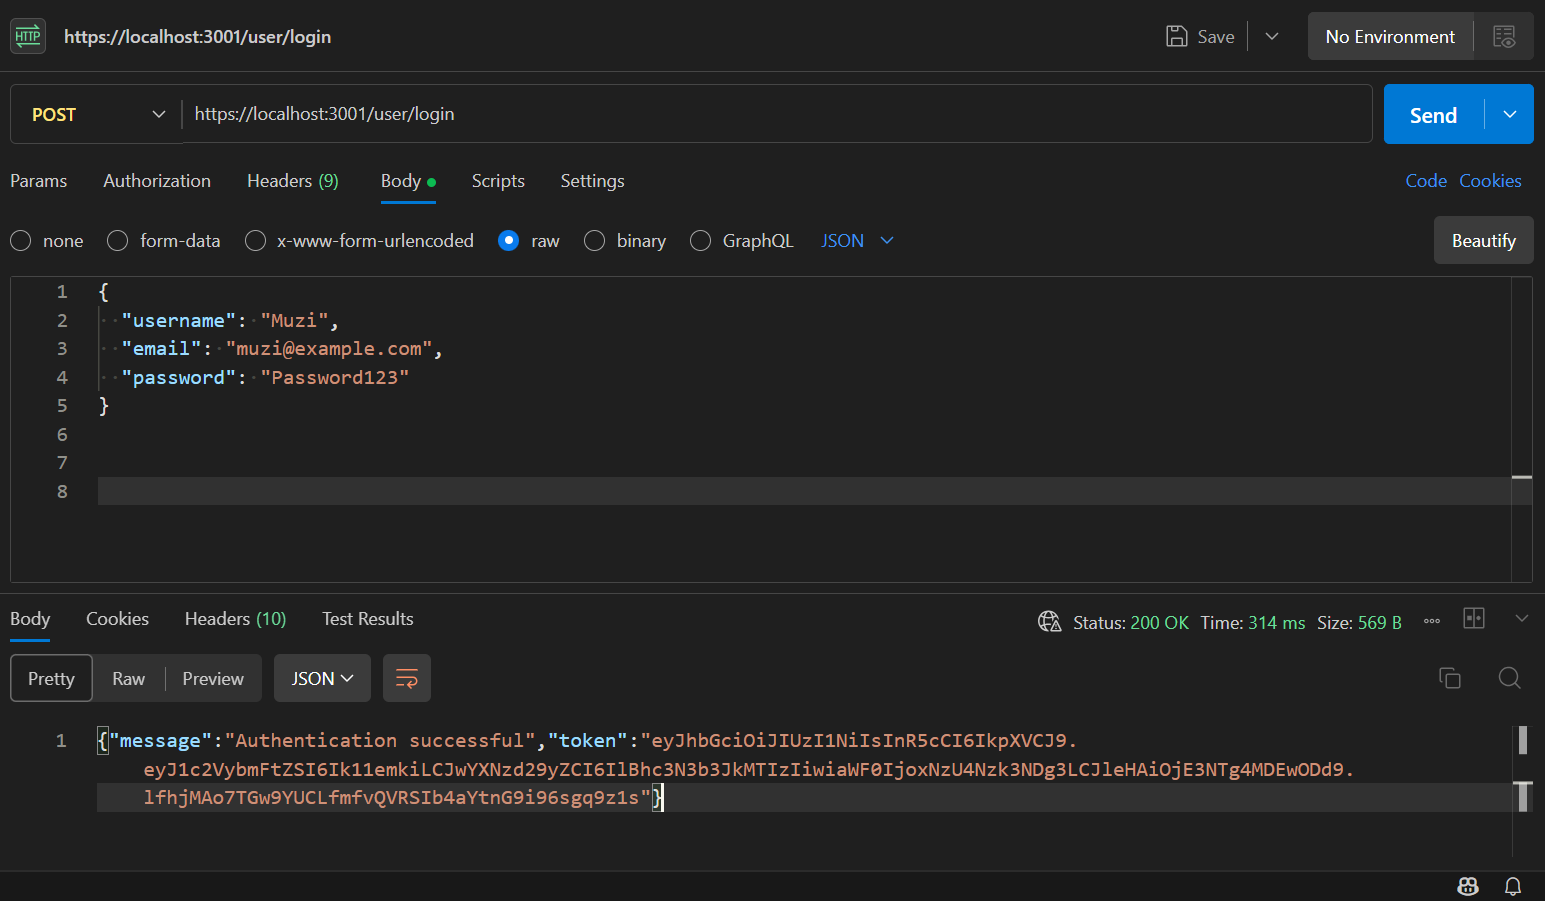 HTTP https://localhost:3001/user/login Save No Environment
POST https://localhost:3001/user/login Send
Params Authorization Headers (9) Body Scripts Settings Code Cookies
none form-data x-www-form-urlencoded raw binary GraphQL JSON Beautify
1 {
2 "username": "Muzi",
3 "email": "muzi@example.com",
4 "password": "Password123"
5 }
6
7
8
Body Cookies Headers (10) Test Results Status: 200 OK Time: 314 ms Size: 569 B
Pretty Raw Preview JSON
1 {"message":"Authentication successful","token":"eyJhbGciOiJIUzI1NiIsInR5cCI6IkpXVCJ9.
eyJ1c2VybmFtZSI6Ik11emkiLCJwYXNzd29yZCI6IlBhc3N3b3JkMTIzIiwiaWF0IjoxNzU4Nzk3NDg3LCJleHAiOjE3NTg4MDEwODd9.
lfhjMAo7TGw9YUCLfmfvQVRSIb4aYtnG9i96sgq9z1s"}